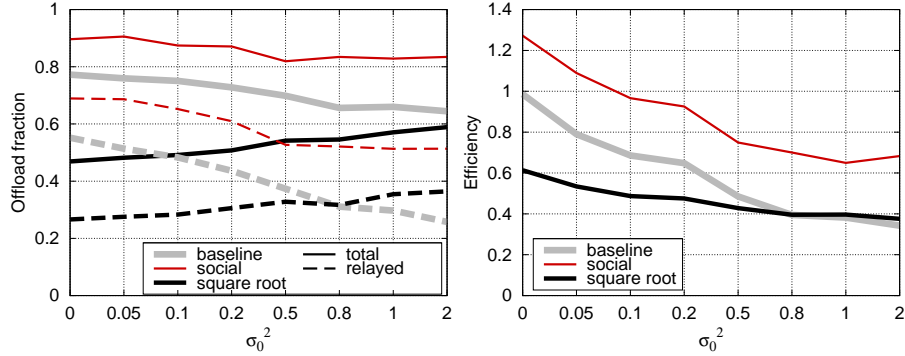 Offload fraction
1
0.8
0.6
0.4
0.2
0
baseline
social
square root
total
relayed
0 0.05 0.1 0.2 0.5 0.8 1 2
σ₀²
Efficiency
1.4
1.2
1
0.8
0.6
0.4
0.2
0
baseline
social
square root
0 0.05 0.1 0.2 0.5 0.8 1 2
σ₀²